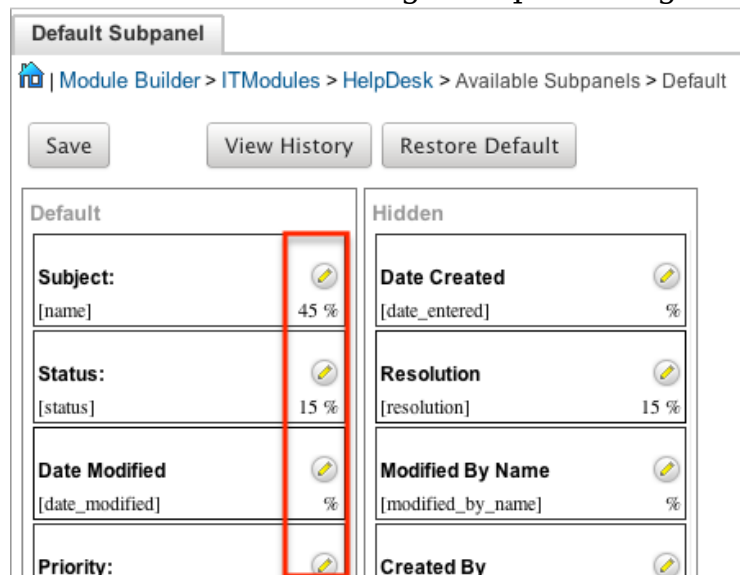 Default Subpanel
| Module Builder > ITModules > HelpDesk > Available Subpanels > Default
Save View History Restore Default
Default
Subject:
[name] 45 %
Status:
[status] 15 %
Date Modified
[date_modified] %
Priority:
Hidden
Date Created
[date_entered] %
Resolution
[resolution] 15 %
Modified By Name
[modified_by_name] %
Created By